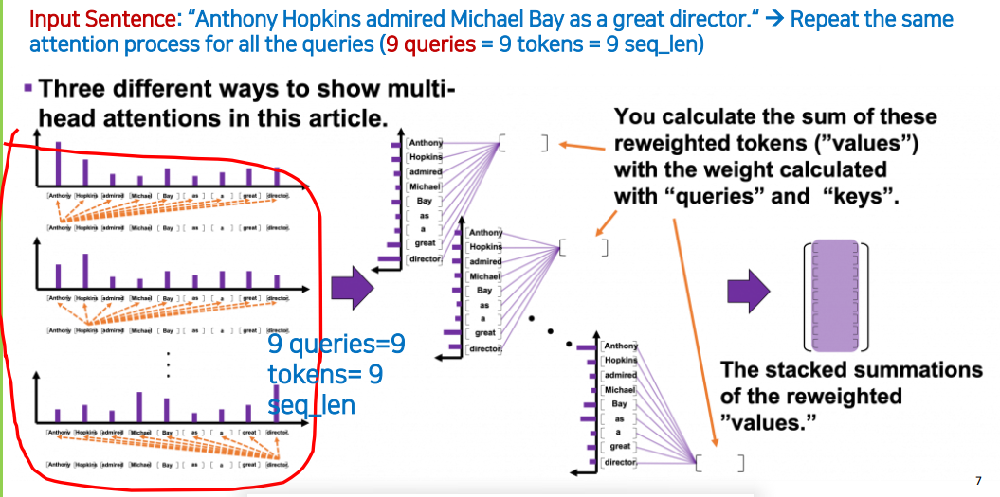 Input Sentence: “Anthony Hopkins admired Michael Bay as a great director.“ → Repeat the same
attention process for all the queries (9 queries = 9 tokens = 9 seq_len)
▪ Three different ways to show multi-
head attentions in this article.
[Anthony] [Hopkins] [admired] [Michael] [ Bay ] [ as ] [ a ] [ great ] [director]
[Anthony] [Hopkins] [admired] [Michael] [ Bay ] [ as ] [ a ] [ great ] [director]
[Anthony] [Hopkins] [admired] [Michael] [ Bay ] [ as ] [ a ] [ great ] [director]
[Anthony] [Hopkins] [admired] [Michael] [ Bay ] [ as ] [ a ] [ great ] [director]
9 queries=9
tokens= 9
seq_len
[Anthony] [Hopkins] [admired] [Michael] [ Bay ] [ as ] [ a ] [ great ] [director]
[Anthony] [Hopkins] [admired] [Michael] [ Bay ] [ as ] [ a ] [ great ] [director]
[Anthony]
[Hopkins]
[admired]
[Michael]
[ Bay ]
[ as ]
[ a ]
[ great ]
[director]
[Anthony]
[Hopkins]
[admired]
[Michael]
[ Bay ]
[ as ]
[ a ]
[ great ]
[director]
[Anthony]
[Hopkins]
[admired]
[Michael]
[ Bay ]
[ as ]
[ a ]
[ great ]
[director]
You calculate the sum of these
reweighted tokens (”values”)
with the weight calculated
with “queries” and “keys”.
The stacked summations
of the reweighted
”values.”
7